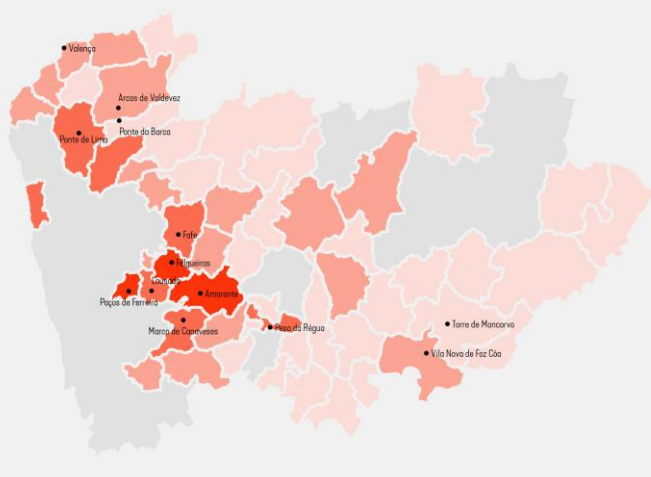 Valença
Arcos de Valdevez
Ponte da Barca
Ponte de Lima
Fafe
Felgueiras
Lousada
Amarante
Paços de Ferreira
Marco de Canaveses
Peso da Régua
Torre de Moncorvo
Vila Nova de Foz Côa